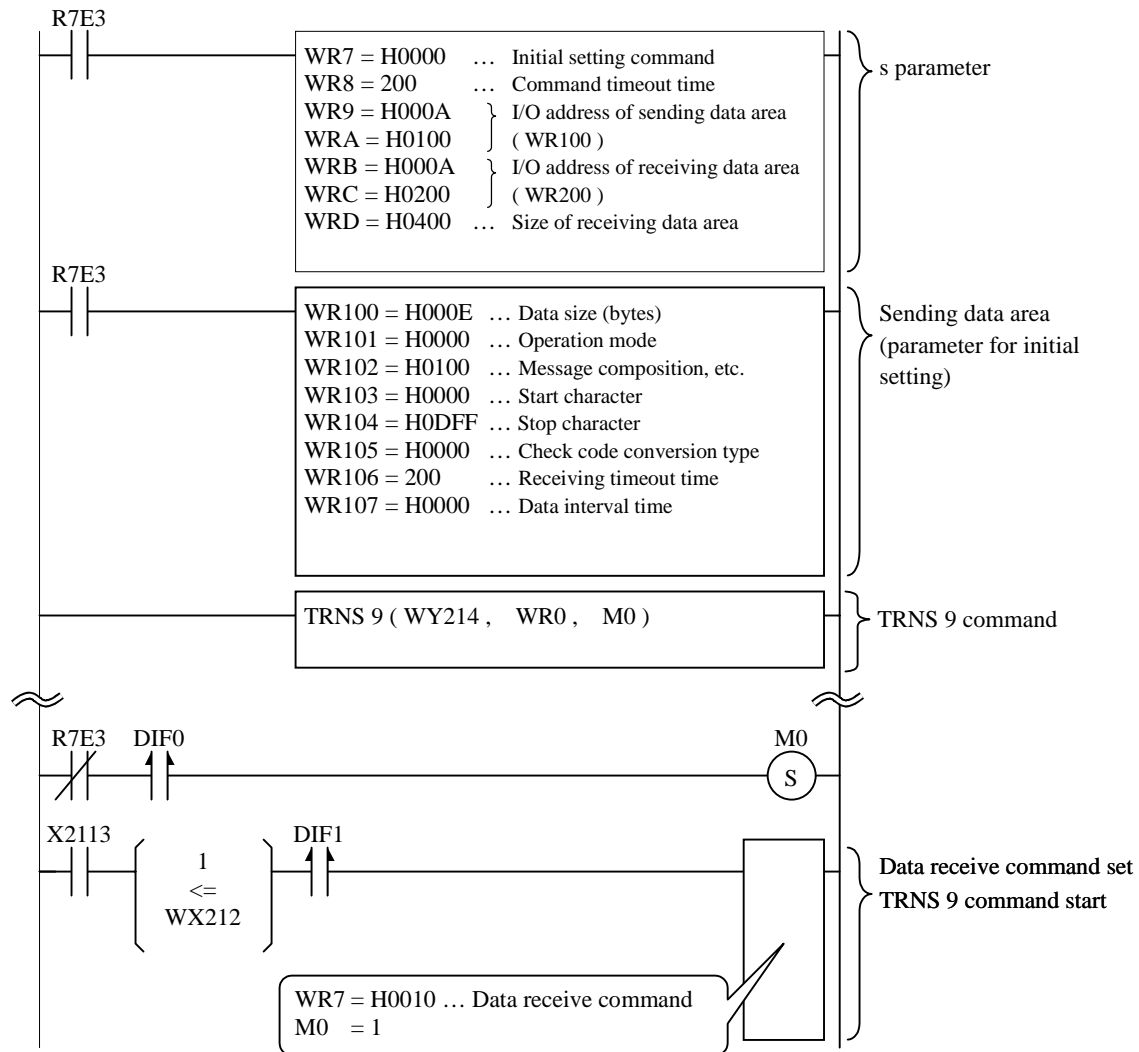 R7E3
WR7 = H0000 … Initial setting command
WR8 = 200 … Command timeout time
WR9 = H000A } I/O address of sending data area
WRA = H0100 ( WR100 )
WRB = H000A } I/O address of receiving data area
WRC = H0200 ( WR200 )
WRD = H0400 … Size of receiving data area
s parameter
R7E3
WR100 = H000E … Data size (bytes)
WR101 = H0000 … Operation mode
WR102 = H0100 … Message composition, etc.
WR103 = H0000 … Start character
WR104 = H0DFF … Stop character
WR105 = H0000 … Check code conversion type
WR106 = 200 … Receiving timeout time
WR107 = H0000 … Data interval time
Sending data area
(parameter for initial
setting)
TRNS 9 ( WY214 , WR0 , M0 )
TRNS 9 command
R7E3 DIF0 M0
S
X2113 DIF1
1
<=
WX212
Data receive command set
TRNS 9 command start
WR7 = H0010 … Data receive command
M0 = 1